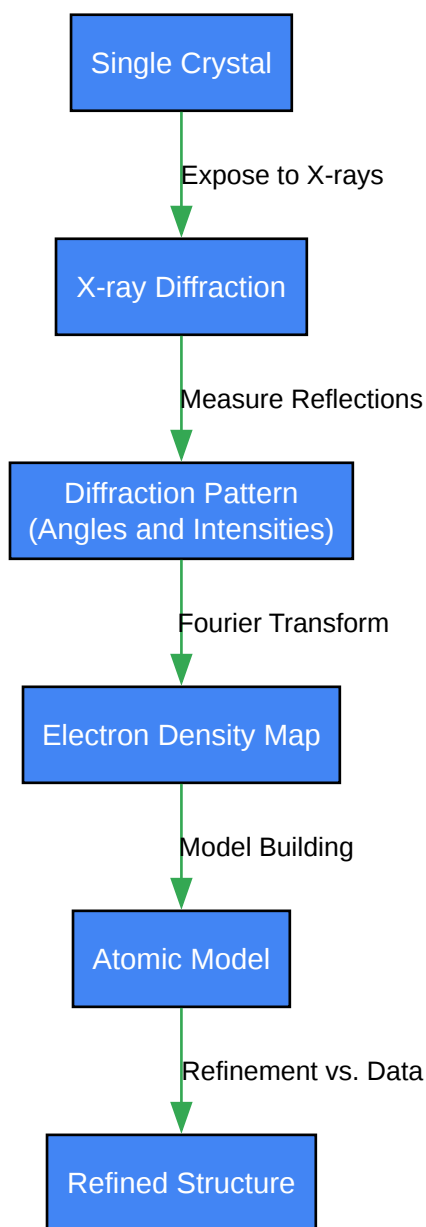 Single Crystal
Expose to X-rays
X-ray Diffraction
Measure Reflections
Diffraction Pattern
(Angles and Intensities)
Fourier Transform
Electron Density Map
Model Building
Atomic Model
Refinement vs. Data
Refined Structure